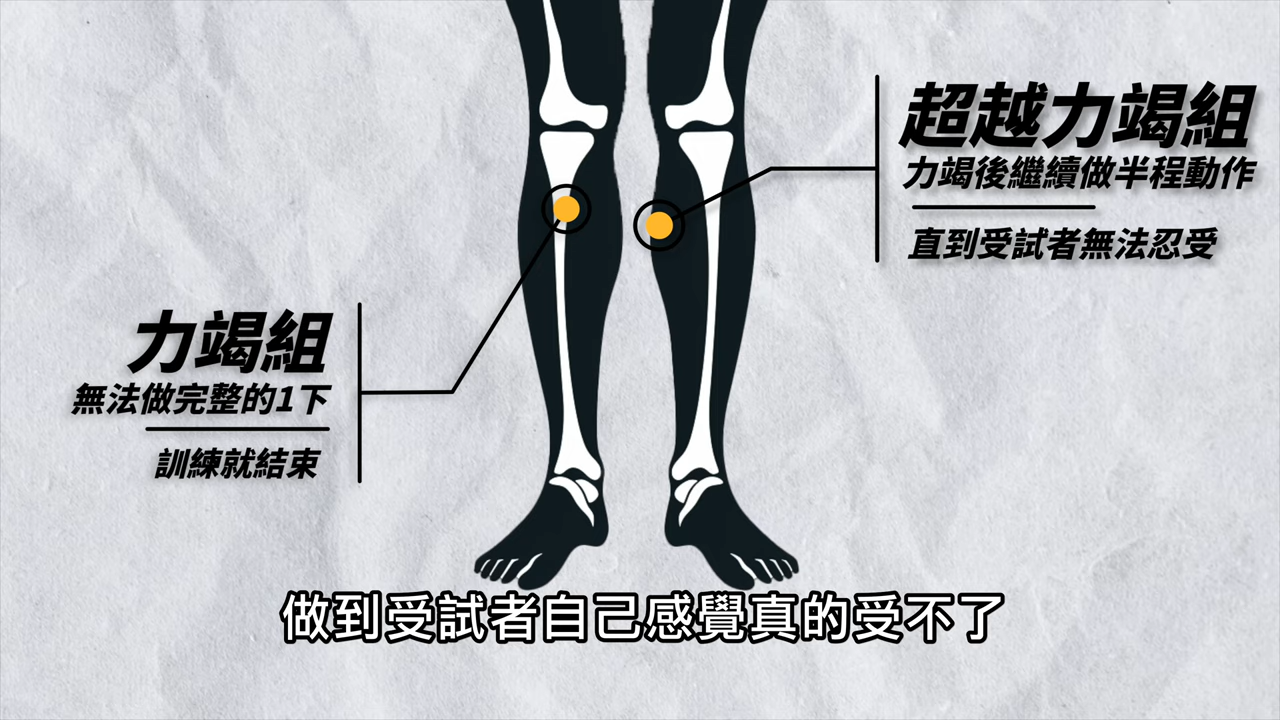 超越力竭組
力竭後繼續做半程動作
直到受試者無法忍受
力竭組
無法做完整的1下
訓練就結束
做到受試者自己感覺真的受不了